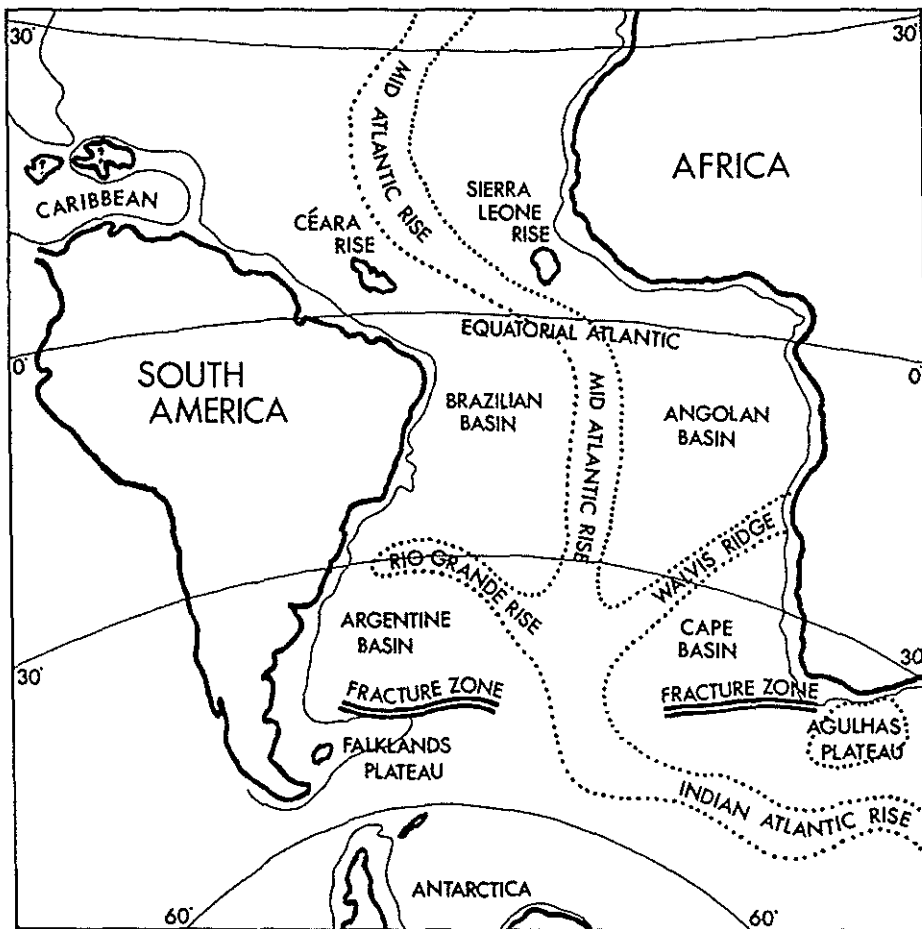 30°
30°
MID ATLANTIC RISE
AFRICA
CARIBBEAN
CÉARA
RISE
SIERRA
LEONE
RISE
EQUATORIAL ATLANTIC
0°
0°
SOUTH
AMERICA
BRAZILIAN
BASIN
MID ATLANTIC RISE
ANGOLAN
BASIN
RIO GRANDE RISE
WALVIS RIDGE
ARGENTINE
BASIN
CAPE
BASIN
30°
30°
FRACTURE ZONE
FRACTURE ZONE
FALKLANDS
PLATEAU
AGULHAS
PLATEAU
INDIAN ATLANTIC RISE
ANTARCTICA
60°
60°